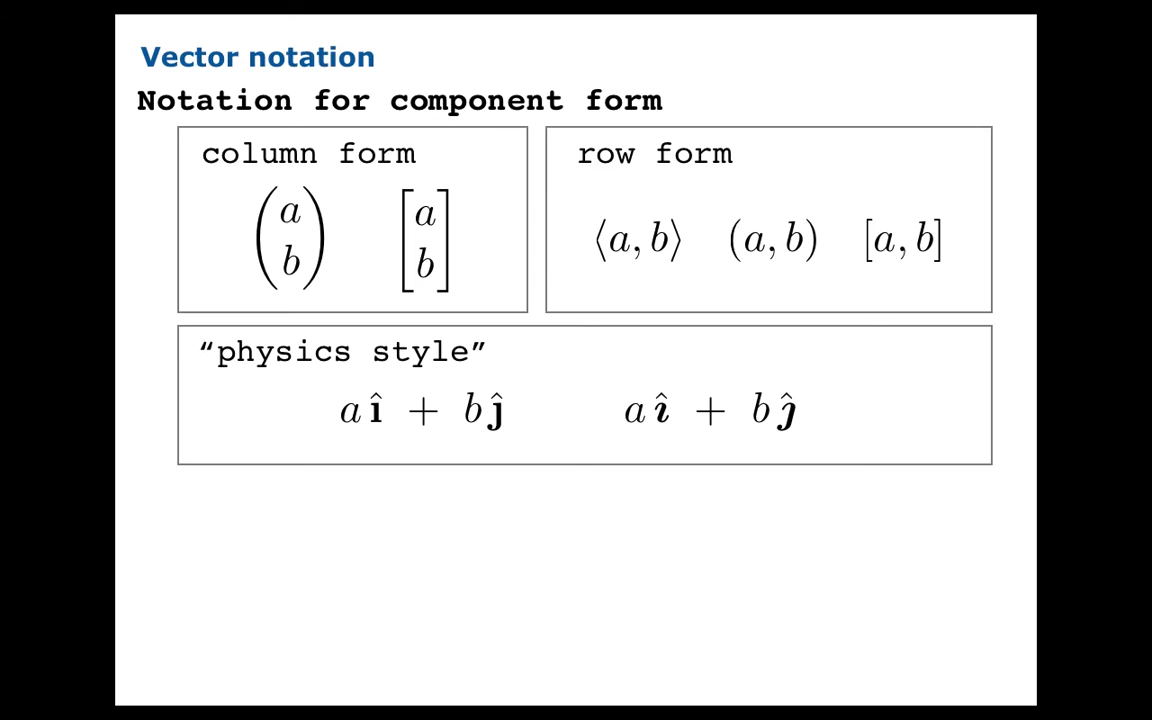 Vector notation
Notation for component form
column form
(a b) [a b]
row form
⟨a, b⟩ (a, b) [a, b]
“physics style”
a î + b ĵ a î + b ĵ